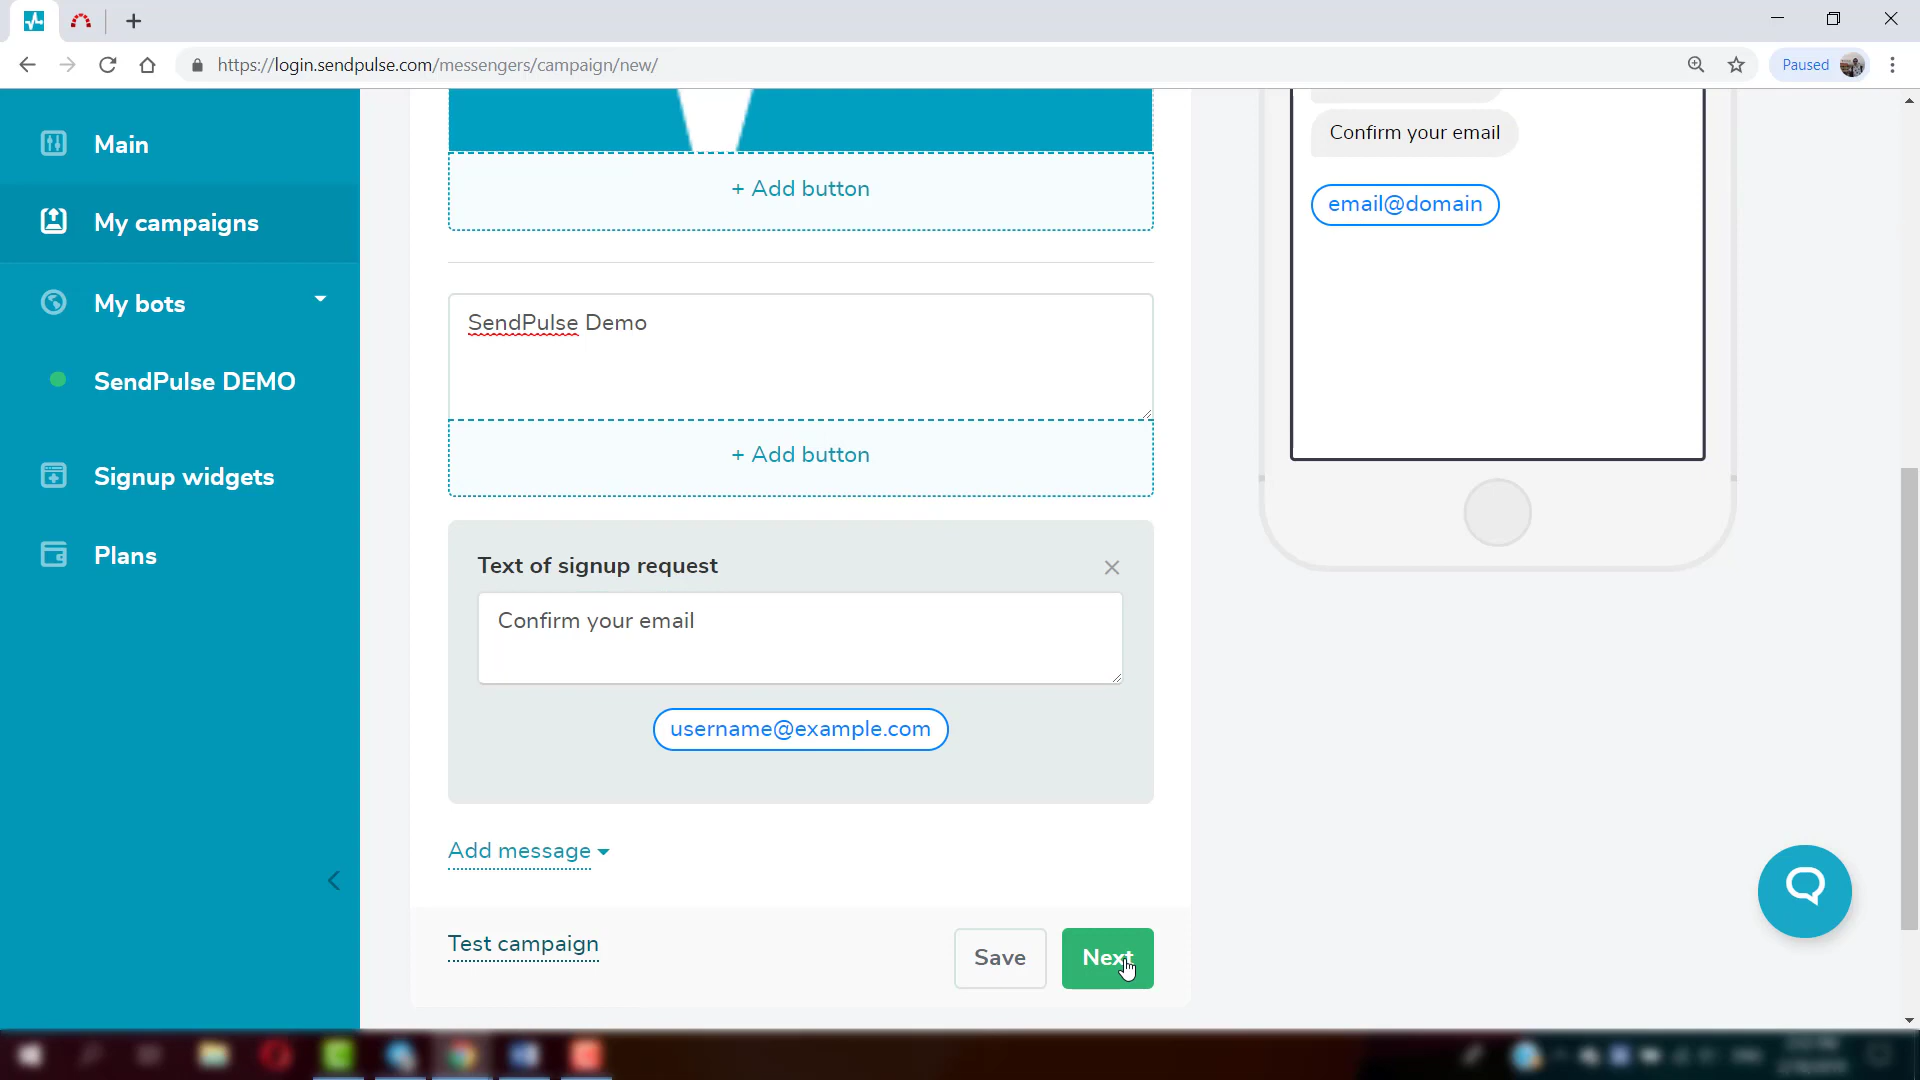 https://login.sendpulse.com/messengers/campaign/new/
Paused
Main
My campaigns
My bots
SendPulse DEMO
Signup widgets
Plans
+ Add button
SendPulse Demo
+ Add button
Text of signup request
Confirm your email
username@example.com
Add message
Test campaign
Save
Next
Confirm your email
email@domain